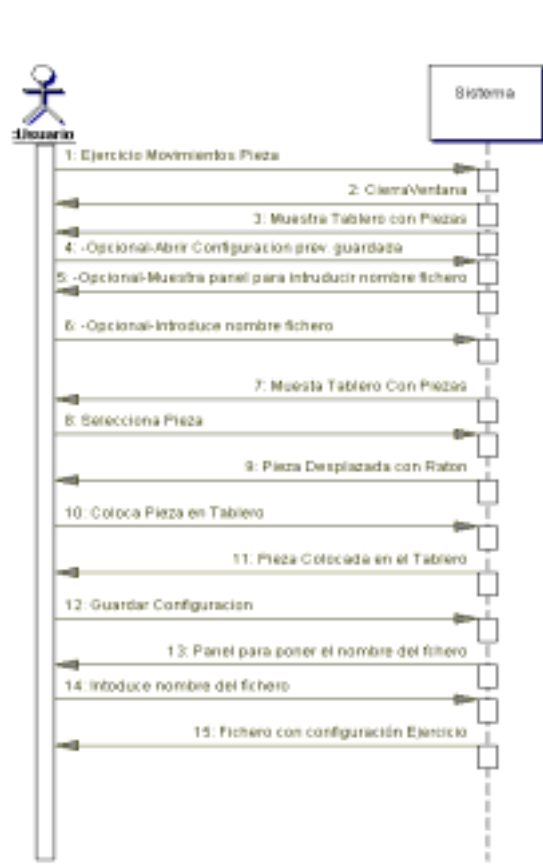 :Usuario
Sistema
1: Ejercicio Movimientos Pieza
2: CierraVentana
3: Muestra Tablero con Piezas
4: -Opcional-Abrir Configuracion prev. guardada
5: -Opcional-Muestra panel para intruducir nombre fichero
6: -Opcional-Introduce nombre fichero
7: Muesta Tablero Con Piezas
8: Selecciona Pieza
9: Pieza Desplazada con Raton
10: Coloca Pieza en Tablero
11: Pieza Colocada en el Tablero
12: Guardar Configuracion
13: Panel para poner el nombre del fihero
14: Intoduce nombre del fichero
15: Fichero con configuración Ejercicio